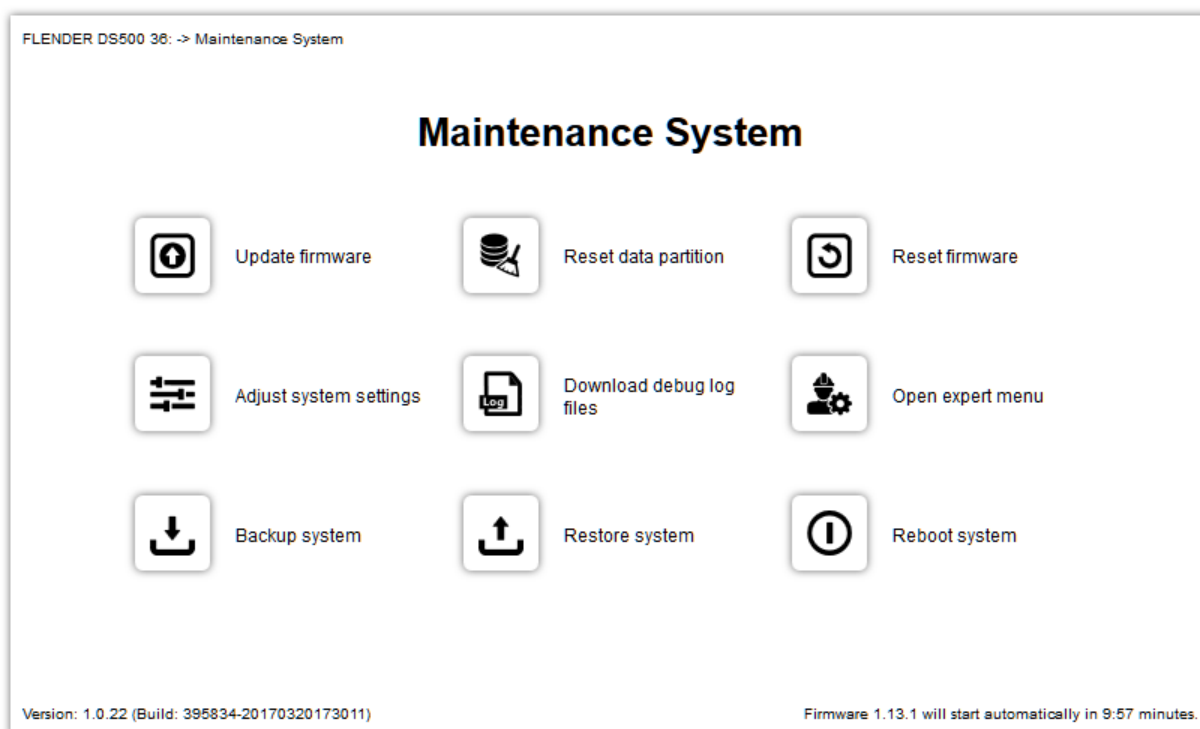 FLENDER DS500 36: -> Maintenance System
Maintenance System
Update firmware
Reset data partition
Reset firmware
Adjust system settings
Download debug log
files
Log
Open expert menu
Backup system
Restore system
Reboot system
Version: 1.0.22 (Build: 395834-20170320173011)
Firmware 1.13.1 will start automatically in 9:57 minutes.